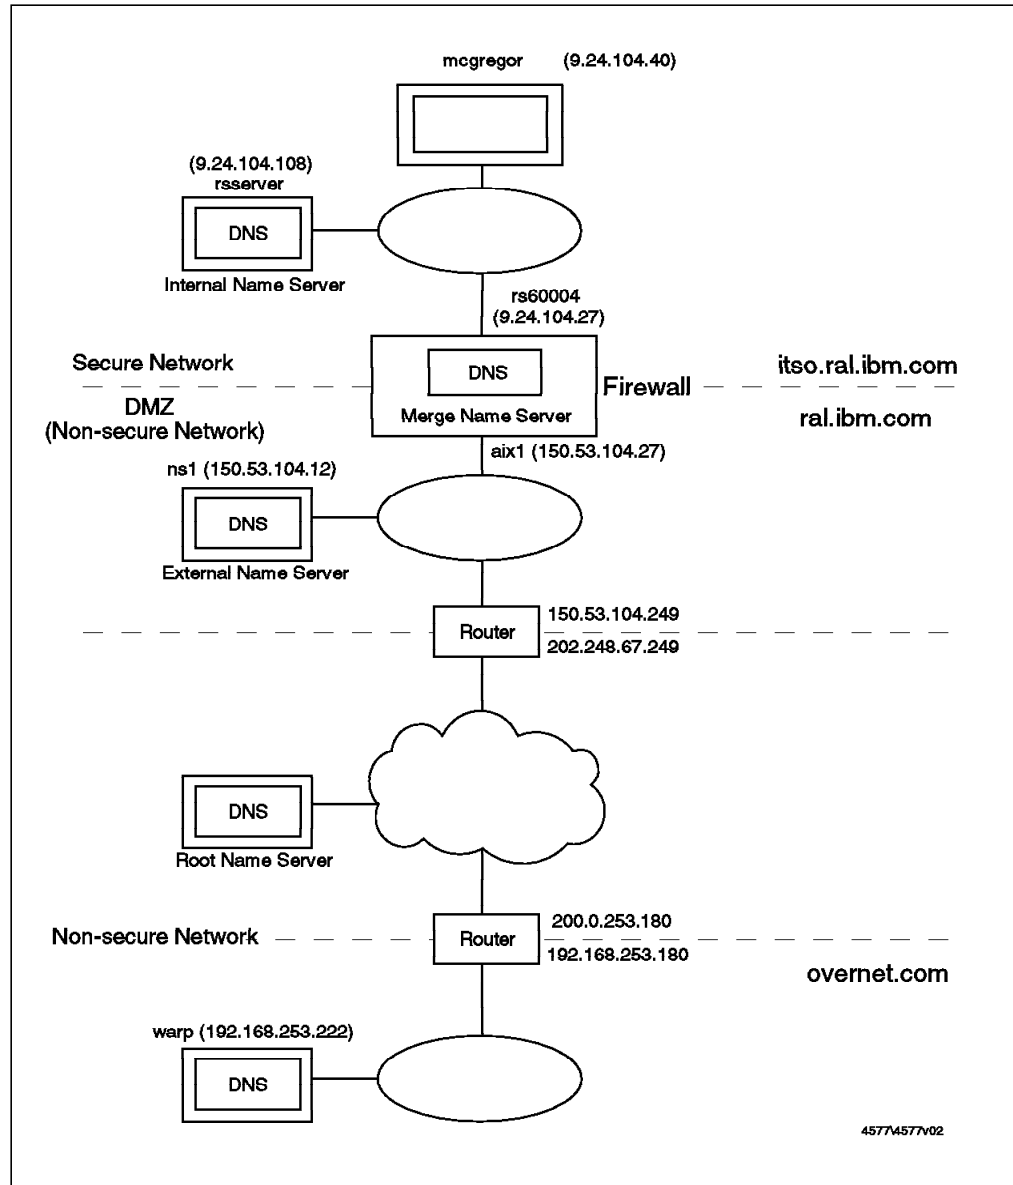 mcgregor (9.24.104.40)
(9.24.104.108)
rsserver
DNS
Internal Name Server
rs60004
(9.24.104.27)
Secure Network
DNS
Firewall
itso.ral.ibm.com
DMZ
(Non-secure Network)
Merge Name Server
ral.ibm.com
aix1 (150.53.104.27)
ns1 (150.53.104.12)
DNS
External Name Server
150.53.104.249
Router
202.248.67.249
DNS
Root Name Server
200.0.253.180
Non-secure Network
Router
192.168.253.180
overnet.com
warp (192.168.253.222)
DNS
4577\4577v02